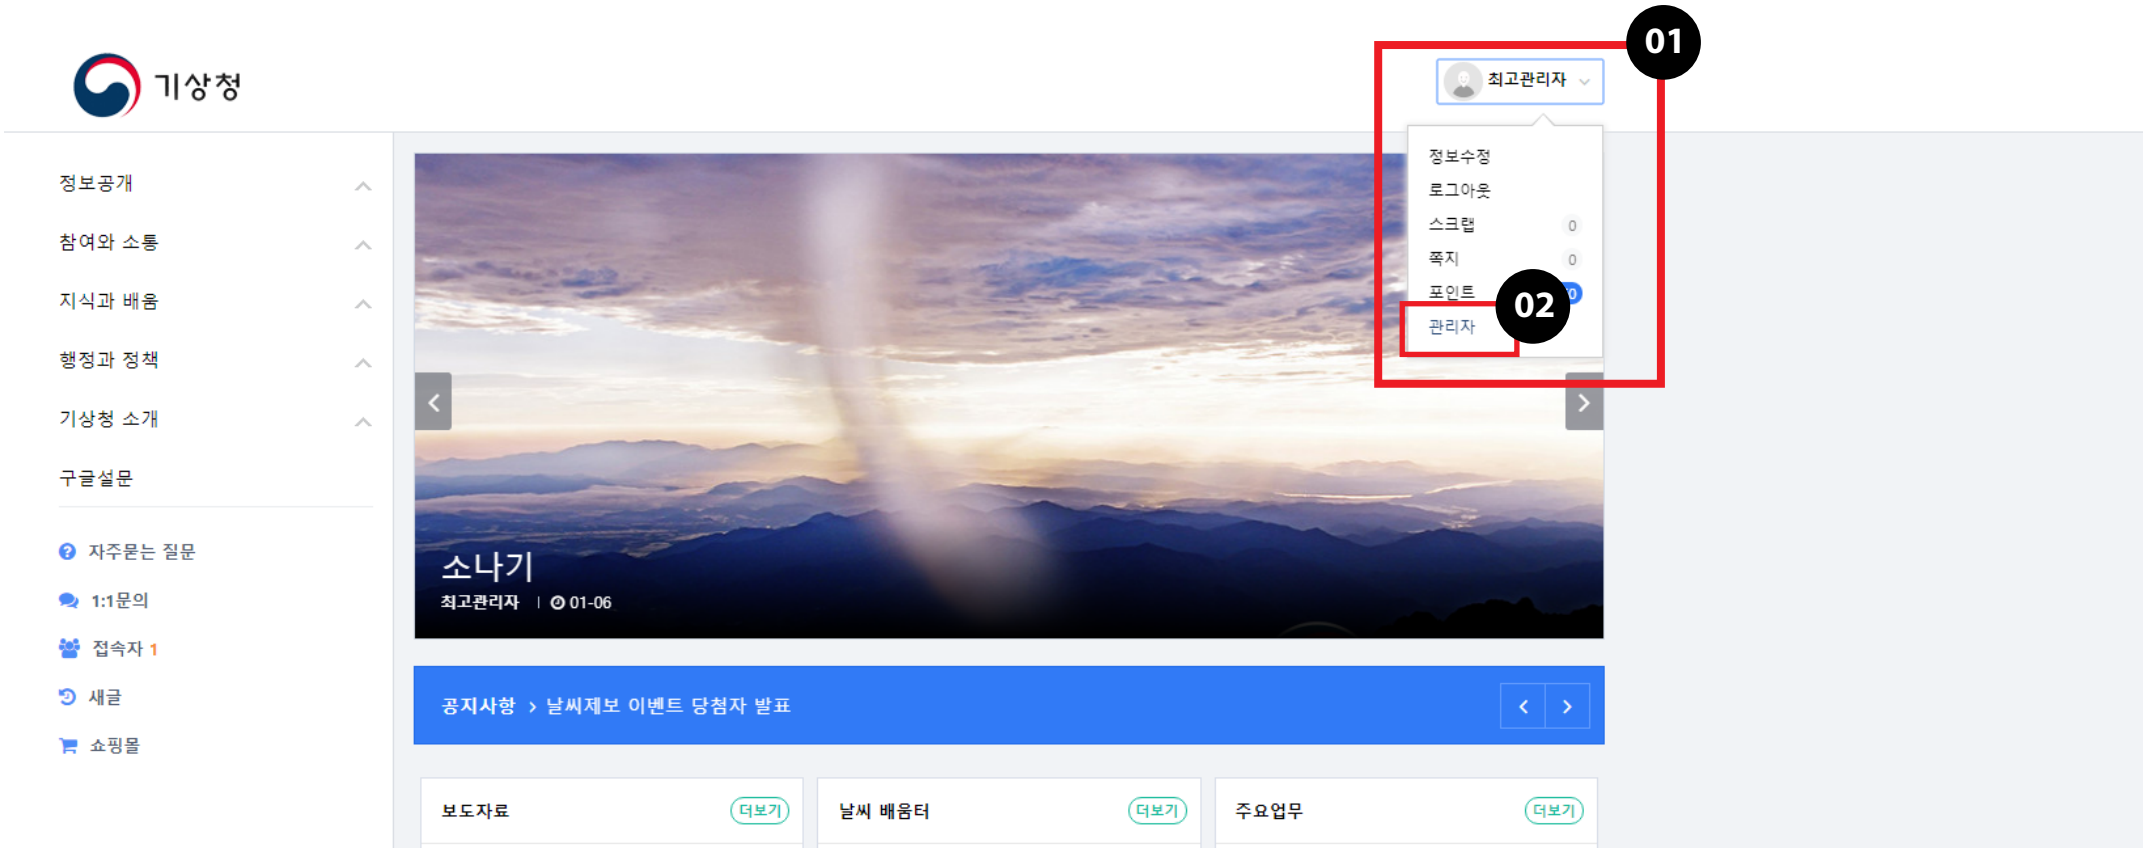 기상청
최고관리자
01
정보수정
로그아웃
스크랩 0
쪽지 0
포인트
관리자
02
정보공개
참여와 소통
지식과 배움
행정과 정책
기상청 소개
구글설문
자주묻는 질문
1:1문의
접속자 1
새글
쇼핑몰
소나기
최고관리자 | 01-06
공지사항 > 날씨제보 이벤트 당첨자 발표
보도자료 더보기
날씨 배움터 더보기
주요업무 더보기